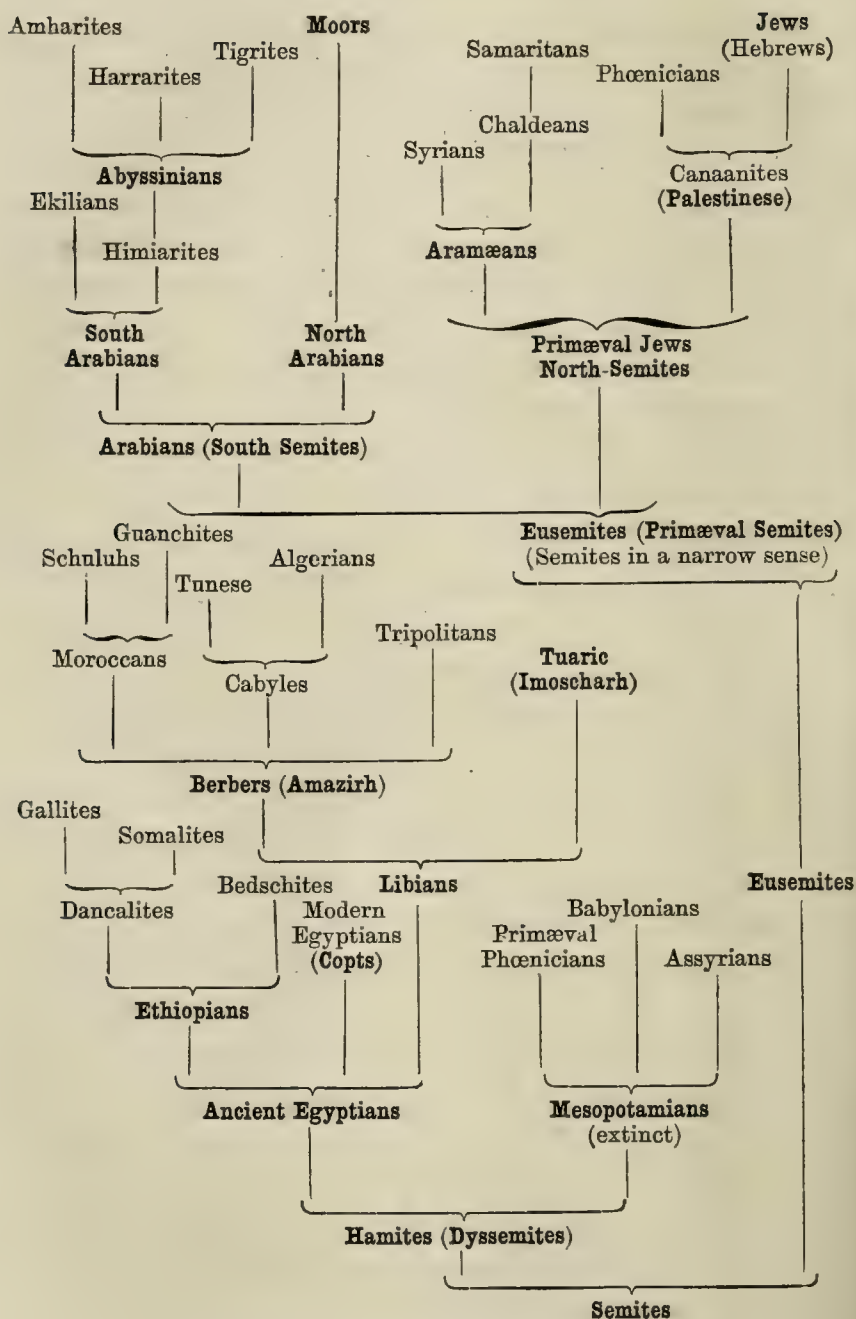 Amharites
Moors
Jews
(Hebrews)
Tigrites
Samaritans
Harrarites
Phœnicians
Chaldeans
Syrians
Abyssinians
Canaanites
(Palestinese)
Ekilians
Himiarites
Aramæans
South
Arabians
North
Arabians
Primæval Jews
North-Semites
Arabians (South Semites)
Guanchites
Eusemites (Primæval Semites)
(Semites in a narrow sense)
Schuluhs
Algerians
Tunese
Tripolitans
Moroccans
Tuaric
(Imoscharh)
Cabyles
Berbers (Amazirh)
Gallites
Somalites
Bedschites
Libians
Eusemites
Dancalites
Modern
Egyptians
(Copts)
Babylonians
Primæval
Phœnicians
Assyrians
Ethiopians
Ancient Egyptians
Mesopotamians
(extinct)
Hamites (Dyssemites)
Semites